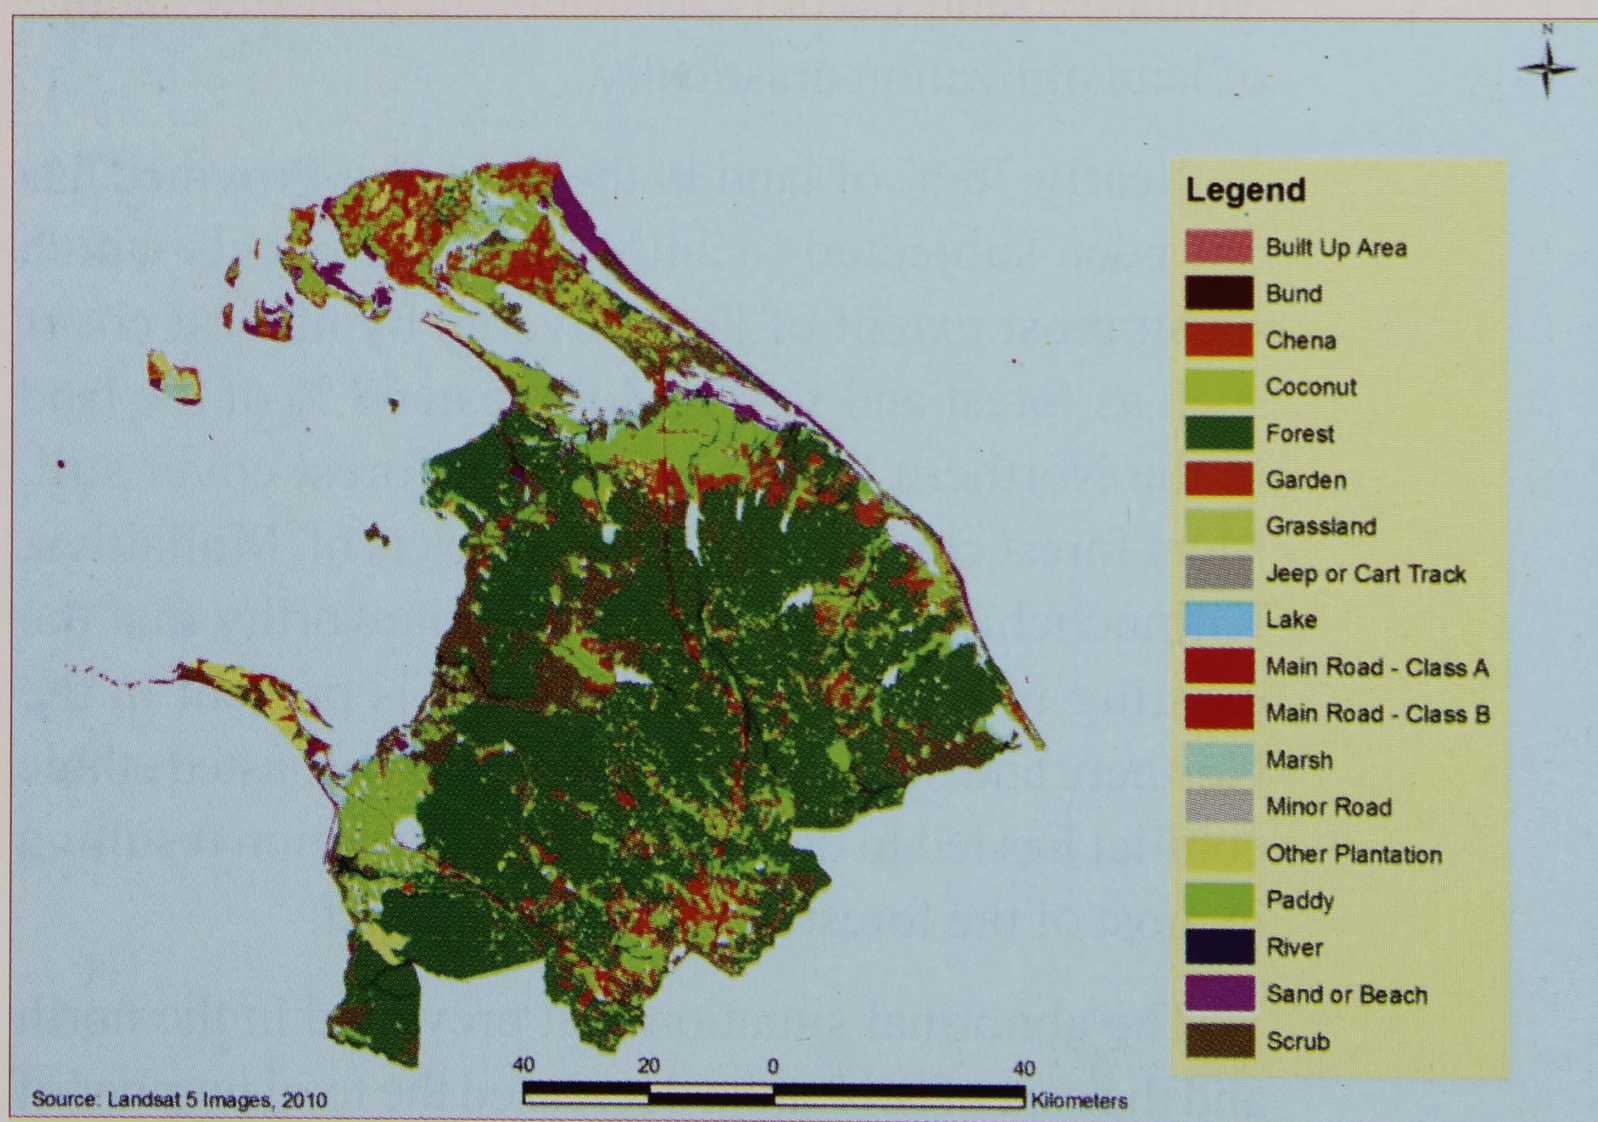 N
Legend
Built Up Area
Bund
Chena
Coconut
Forest
Garden
Grassland
Jeep or Cart Track
Lake
Main Road - Class A
Main Road - Class B
Marsh
Minor Road
Other Plantation
Paddy
River
Sand or Beach
Scrub
40 20 0 40
Kilometers
Source: Landsat 5 Images, 2010